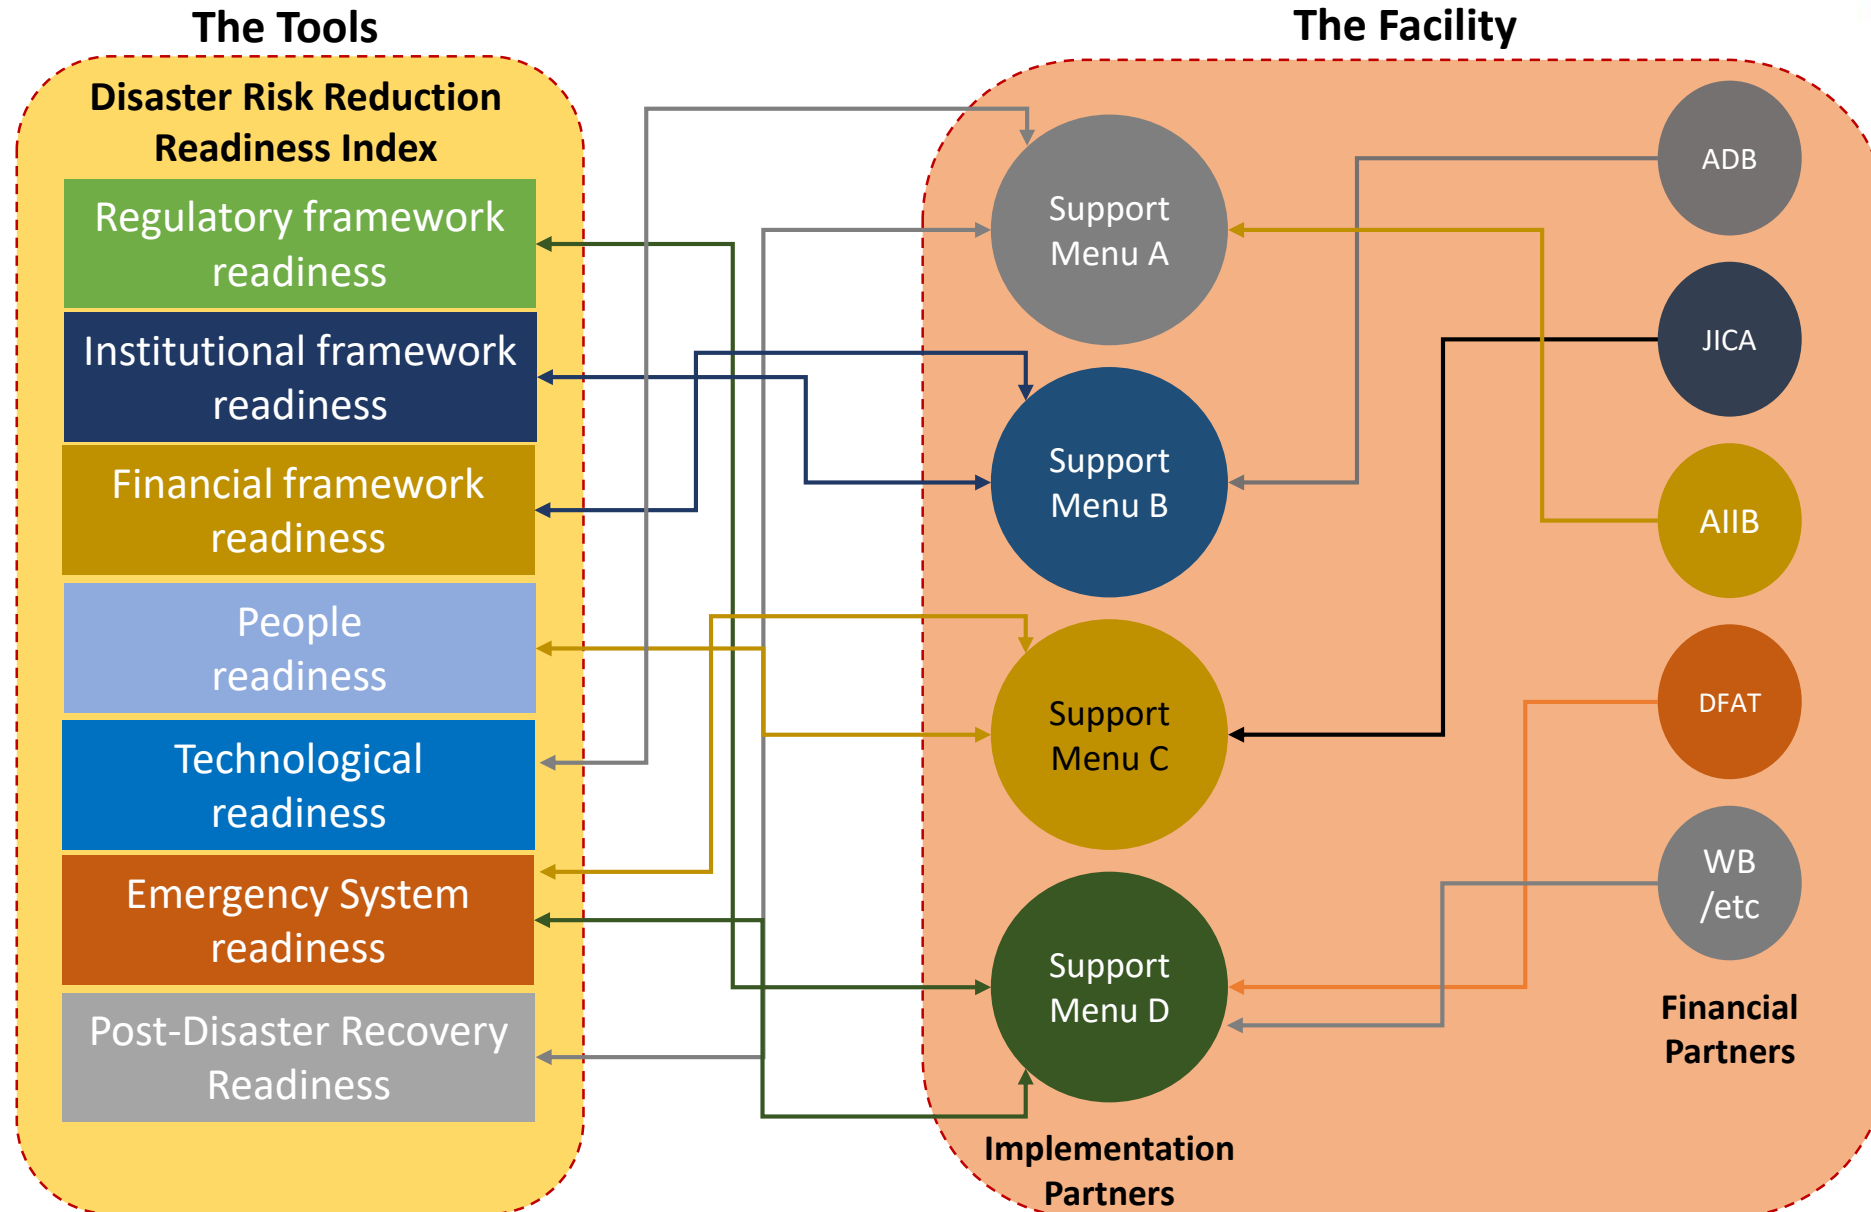 The Tools
Disaster Risk Reduction
Readiness Index
Regulatory framework
readiness
Institutional framework
readiness
Financial framework
readiness
People
readiness
Technological
readiness
Emergency System
readiness
Post-Disaster Recovery
Readiness
The Facility
Support
Menu A
Support
Menu B
Support
Menu C
Support
Menu D
Implementation
Partners
ADB
JICA
AIIB
DFAT
WB
/etc
Financial
Partners